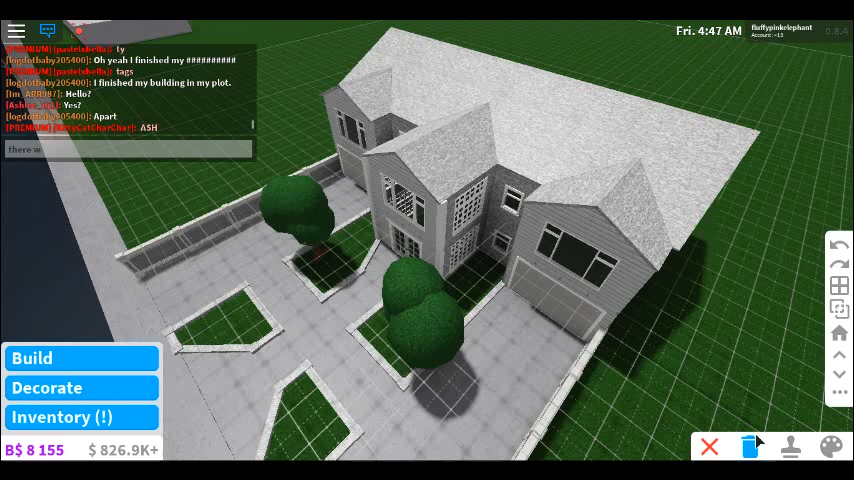 Fri. 4:47 AM
fluffypinkelephant
Account: <13
0.8.4
[PREMIUM] [pastelxbella]: ty
[logdotbaby205400]: Oh yeah I finished my ##########
[PREMIUM] [pastelxbella]: tags
[logdotbaby205400]: I finished my building in my plot.
Hello?
Yes?
[logdotbaby205400]: Apart
ASH
there w
Build
Decorate
Inventory (!)
B$ 8 155
$ 826.9K+